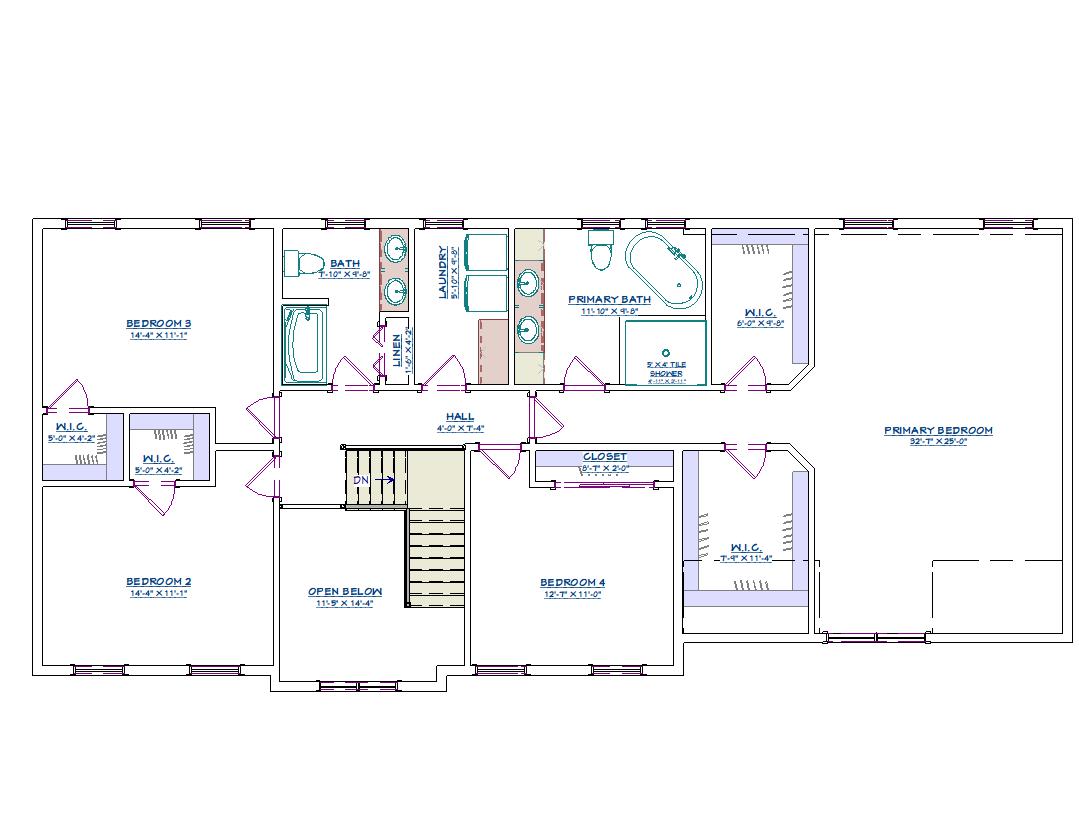 BATH
7'-10" X 9'-8"
LAUNDRY
5'-10" X 9'-8"
PRIMARY BATH
11'-10" X 9'-8"
W.I.C.
6'-0" X 9'-8"
BEDROOM 3
14'-4" X 11'-1"
LINEN
1'-6" X 4'-2"
5' X 4' TILE
SHOWER
4'-11" X 3'-11"
W.I.C.
5'-0" X 4'-2"
HALL
4'-0" X 7'-4"
PRIMARY BEDROOM
32'-7" X 25'-0"
W.I.C.
5'-0" X 4'-2"
CLOSET
8'-7" X 2'-0"
DN
W.I.C.
7'-9" X 11'-4"
BEDROOM 2
14'-4" X 11'-1"
OPEN BELOW
11'-5" X 14'-4"
BEDROOM 4
12'-7" X 11'-0"